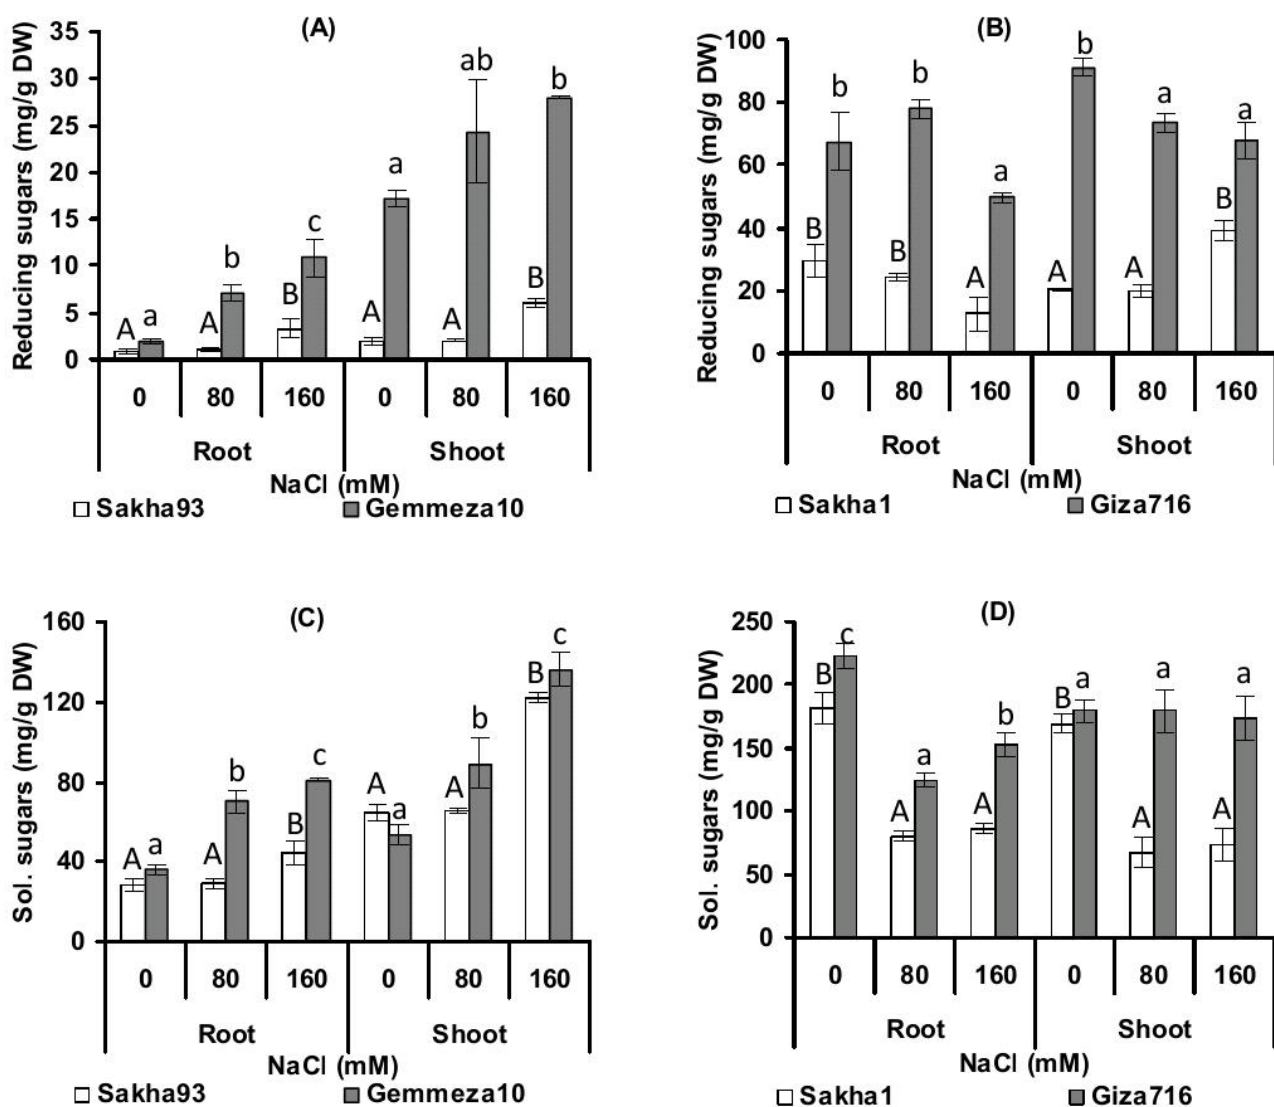 (A)
Reducing sugars (mg/g DW)
35
30
25
20
15
10
5
0
A a A b B c A a A ab B b
0 80 160 0 80 160
Root Shoot
NaCl (mM)
Sakha93 Gemmeza10
(B)
Reducing sugars (mg/g DW)
100
80
60
40
20
0
B b B b A a A b A a B a
0 80 160 0 80 160
Root Shoot
NaCl (mM)
Sakha1 Giza716
(C)
Sol. sugars (mg/g DW)
160
120
80
40
0
A a A b B c A a A b B c
0 80 160 0 80 160
Root Shoot
NaCl (mM)
Sakha93 Gemmeza10
(D)
Sol. sugars (mg/g DW)
250
200
150
100
50
0
B c A a A b B a A a A a
0 80 160 0 80 160
Root Shoot
NaCl (mM)
Sakha1 Giza716